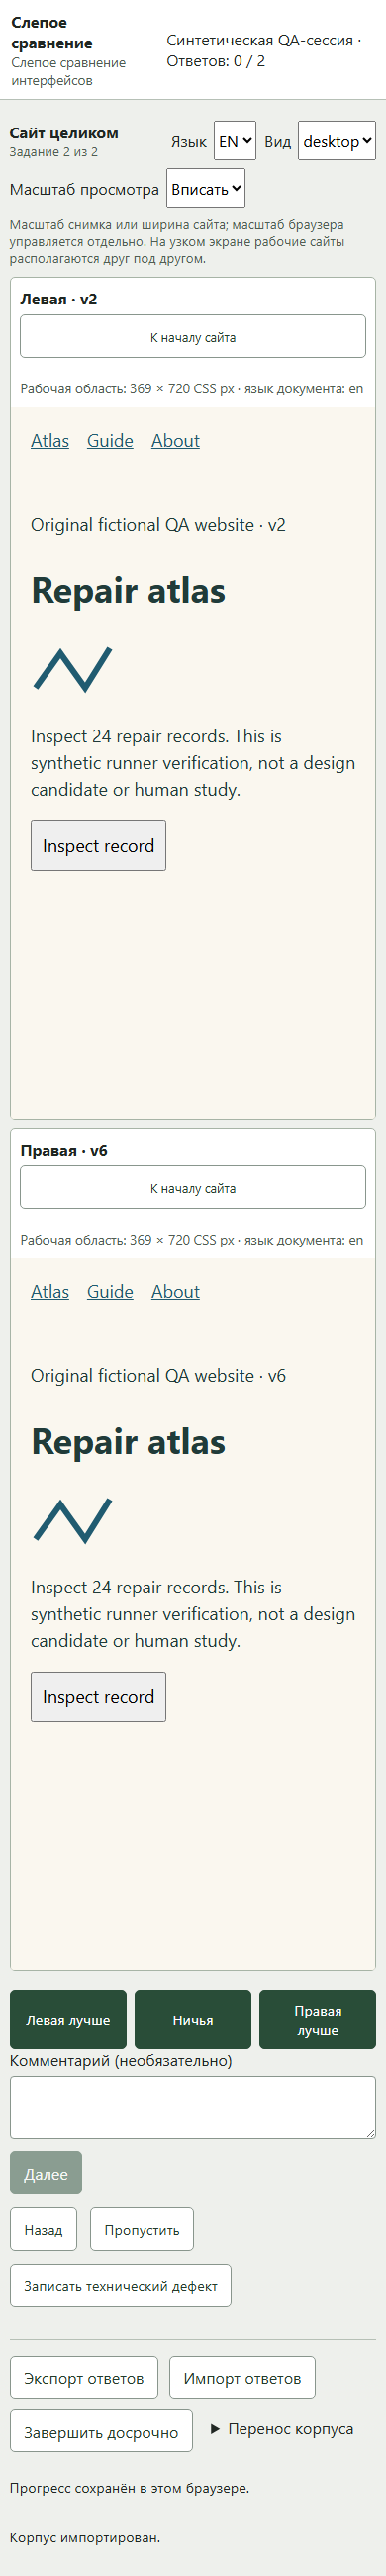 Слепое
сравнение
Слепое сравнение
интерфейсов
Синтетическая QA-сессия ·
Ответов: 0 / 2
Сайт целиком
Задание 2 из 2
Язык EN Вид desktop
Масштаб просмотра Вписать
Масштаб снимка или ширина сайта; масштаб браузера
управляется отдельно. На узком экране рабочие сайты
располагаются друг под другом.
Левая · v2
К началу сайта
Рабочая область: 369 × 720 CSS px · язык документа: en
Atlas Guide About
Original fictional QA website · v2
Repair atlas
Inspect 24 repair records. This is
synthetic runner verification, not a design
candidate or human study.
Inspect record
Правая · v6
К началу сайта
Рабочая область: 369 × 720 CSS px · язык документа: en
Atlas Guide About
Original fictional QA website · v6
Repair atlas
Inspect 24 repair records. This is
synthetic runner verification, not a design
candidate or human study.
Inspect record
Левая лучше
Ничья
Правая
лучше
Комментарий (необязательно)
Далее
Назад
Пропустить
Записать технический дефект
Экспорт ответов
Импорт ответов
Завершить досрочно
▶ Перенос корпуса
Прогресс сохранён в этом браузере.
Корпус импортирован.